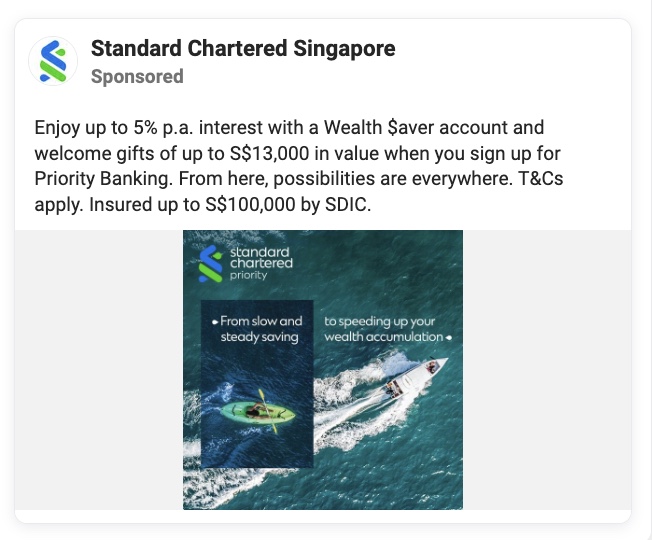 Standard Chartered Singapore
Sponsored
Enjoy up to 5% p.a. interest with a Wealth $aver account and
welcome gifts of up to S$13,000 in value when you sign up for
Priority Banking. From here, possibilities are everywhere. T&Cs
apply. Insured up to S$100,000 by SDIC.
standard
chartered
priority
From slow and
steady saving
to speeding up your
wealth accumulation